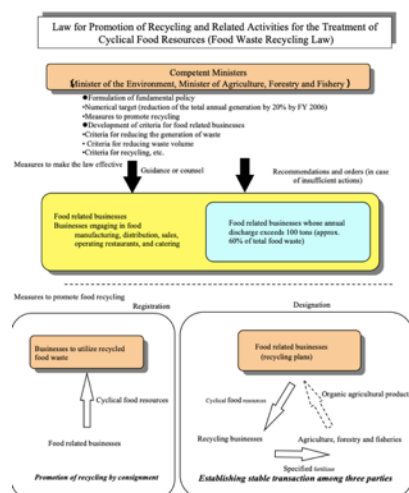 Law for Promotion of Recycling and Related Activities for the Treatment of
Cyclical Food Resources (Food Waste Recycling Law)
Competent Ministers
(Minister of the Environment, Minister of Agriculture, Forestry and Fishery )
●Formulation of fundamental policy
•Numerical target (reduction of the total annual generation by 20% by FY 2006)
•Measures to promote recycling
●Development of criteria for food related businesses
•Criteria for reducing the generation of waste
• Criteria for reducing waste volume
•Criteria for recycling, etc.
Measures to make the law effective
Guidance or counsel
Recommendations and orders (in case
of insufficient actions)
Food related businesses
Businesses engaging in food
manufacturing, distribution, sales,
operating restaurants, and catering
Food related businesses whose annual
discharge exceeds 100 tons (approx.
60% of total food waste)
Measures to promote food recycling
Registration
Designation
Businesses to utilize recycled
food waste
Cyclical food resources
Food related businesses
Promotion of recycling by consignment
Food related businesses
(recycling plans)
Cyclical food resources
Organic agricultural product
Recycling businesses
Agriculture, forestry and fisheries
Specified fertilizer
Establishing stable transaction among three parties